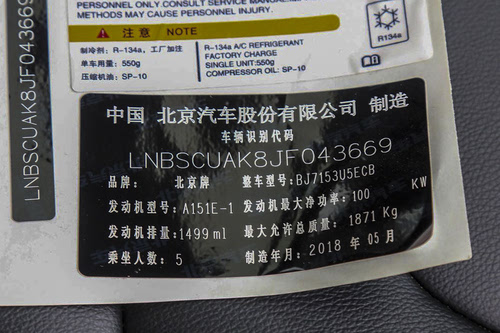 PERSONNEL ONLY.CONSULT SERVICE MANUAL.
METHODS MAY CAUSE PERSONNEL INJURY.
注意 NOTE
制冷剂: R-134a, 工厂加注
单车用量: 550g
压缩机油: SP-10
R-134a A/C REFRIGERANT
FACTORY CHARGE
SINGLE UNIT:550g
COMPRESSOR OIL: SP-10
R134a
LNBSCUAK8JF043669
中国 北京汽车股份有限公司 制造
车辆识别代码
LNBSCUAK8JF043669
品牌: 北京牌 整车型号: BJ7153U5ECB
发动机型号: A151E-1 发动机最大净功率: 100 KW
发动机排量: 1499 ml 最大允许总质量: 1871 Kg
乘坐人数: 5 制造年月: 2018 年 05 月